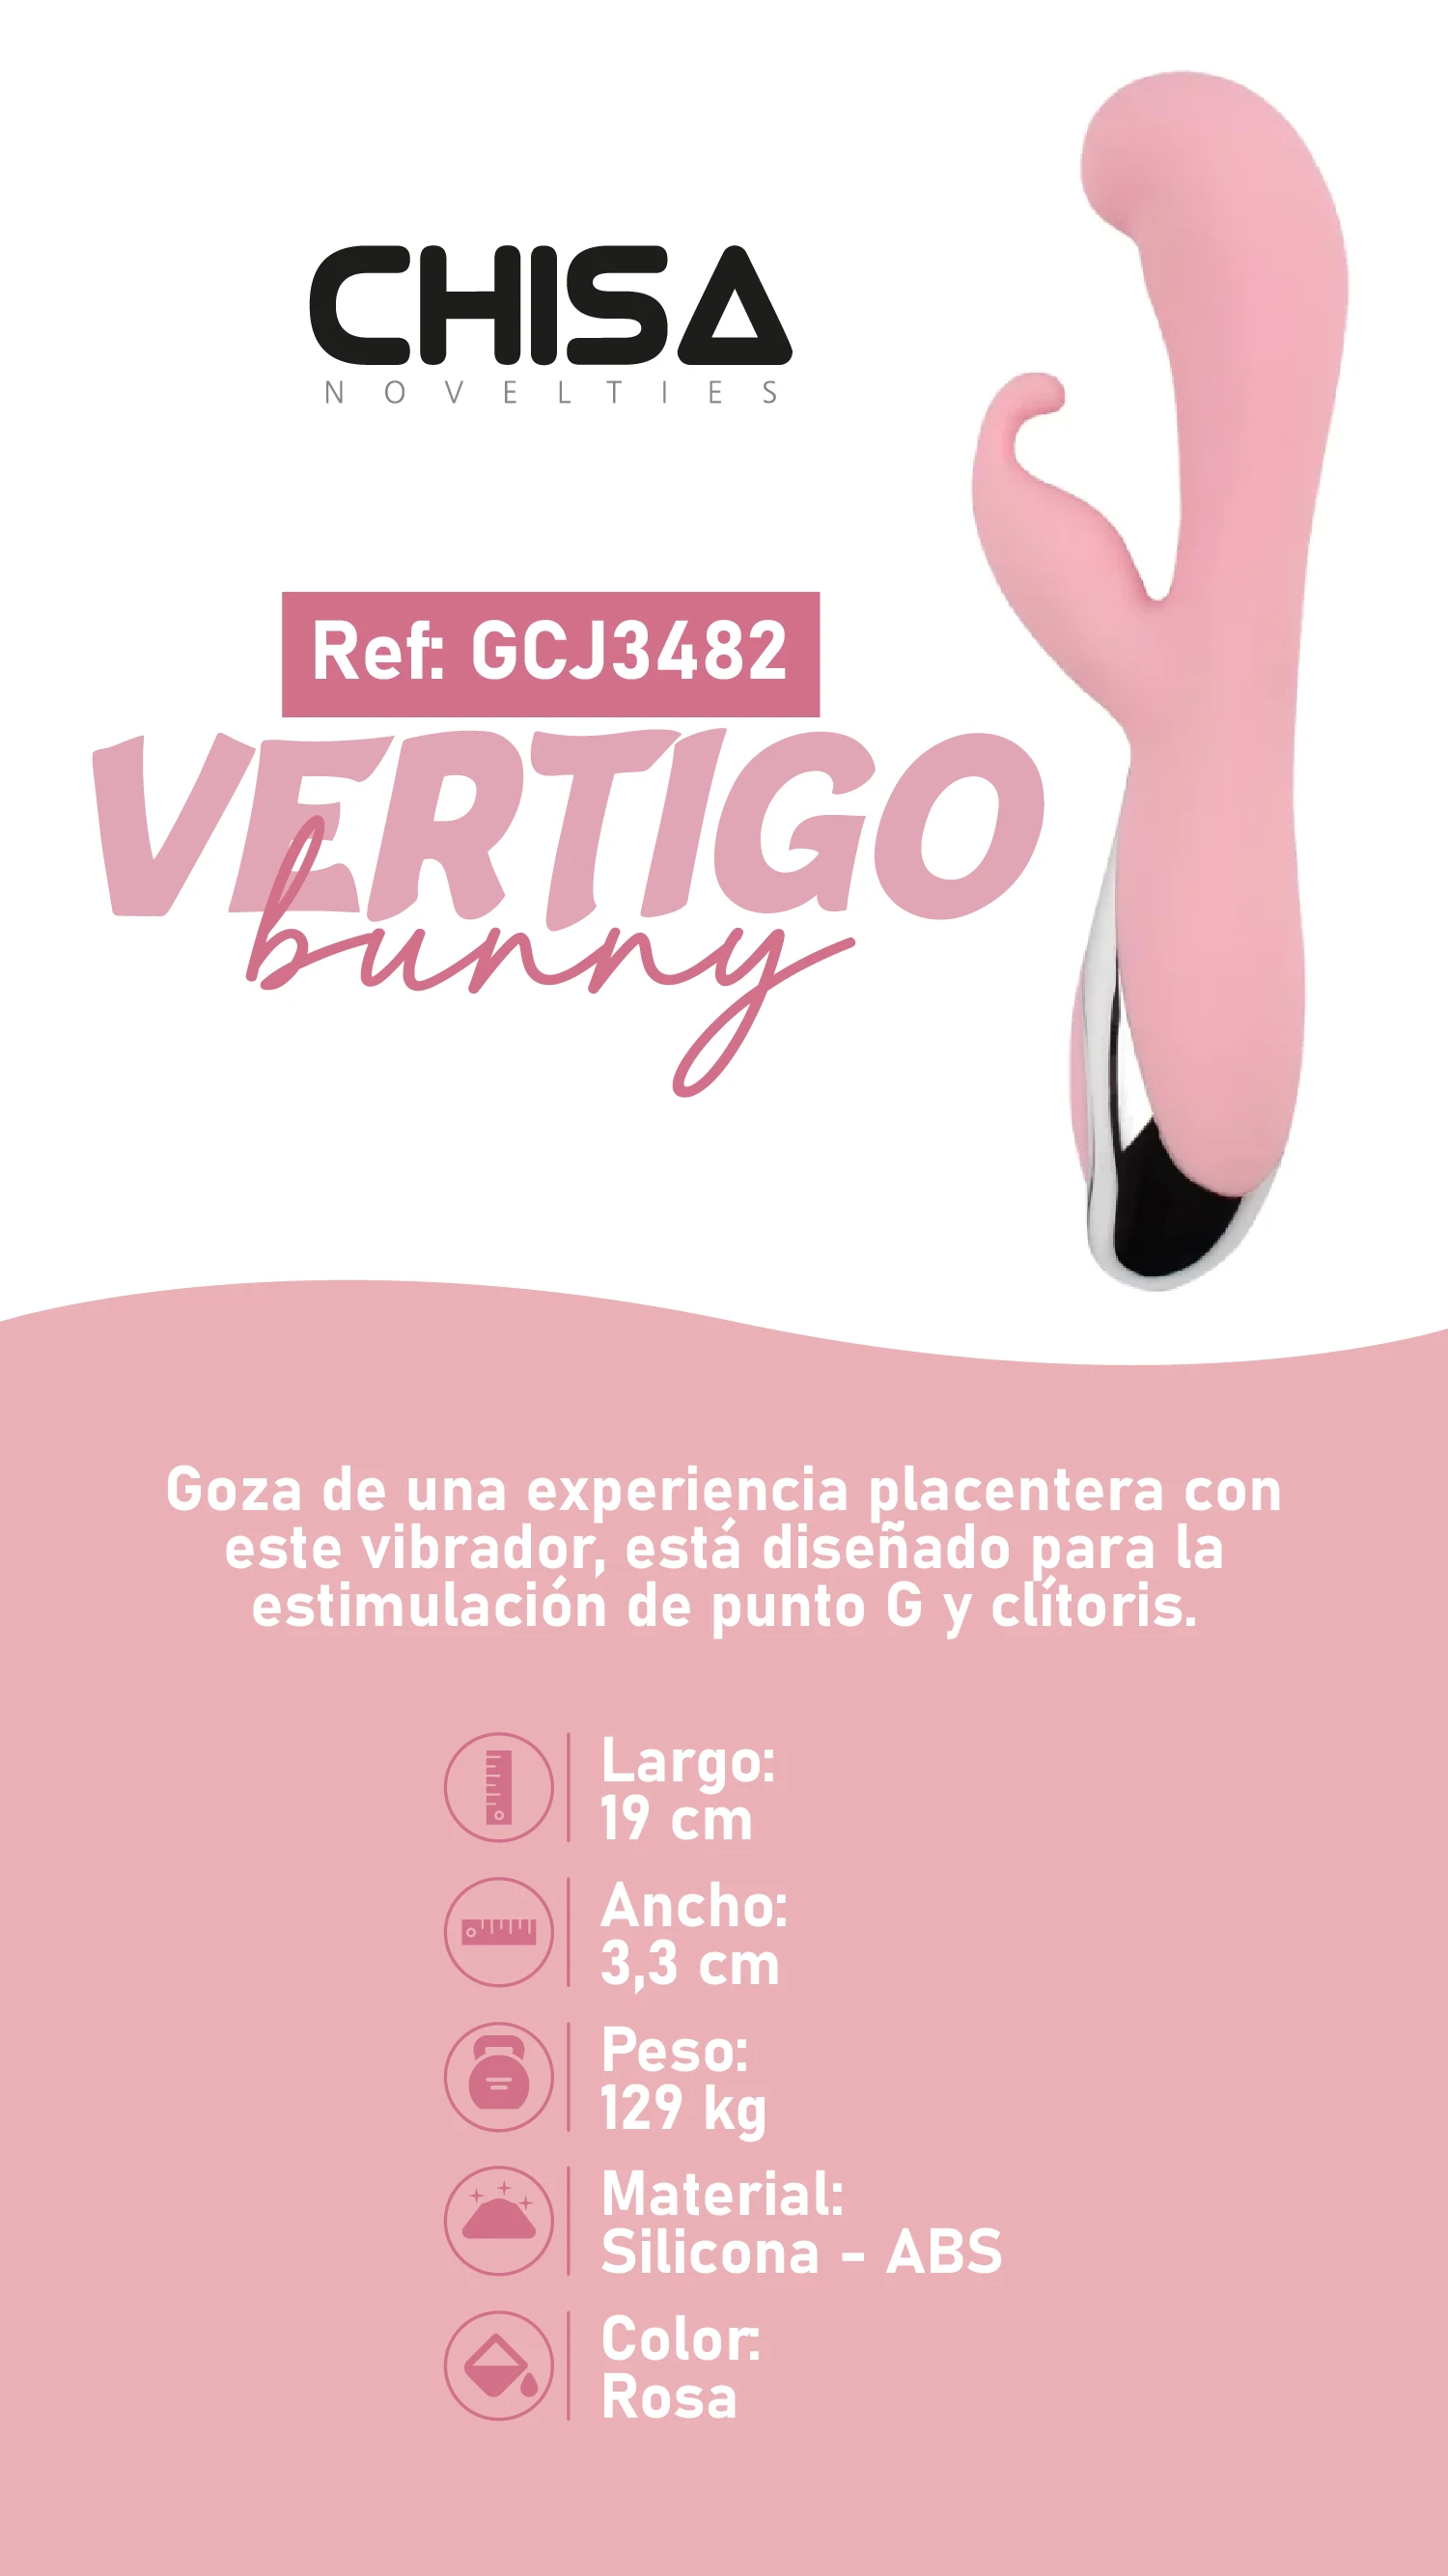 CHISA
NOVELTIES
Ref: GCJ3482
VERTIGO
bunny
Goza de una experiencia placentera con
este vibrador, está diseñado para la
estimulación de punto G y clítoris.
Largo:
19 cm
Ancho:
3,3 cm
Peso:
129 kg
Material:
Silicona - ABS
Color:
Rosa